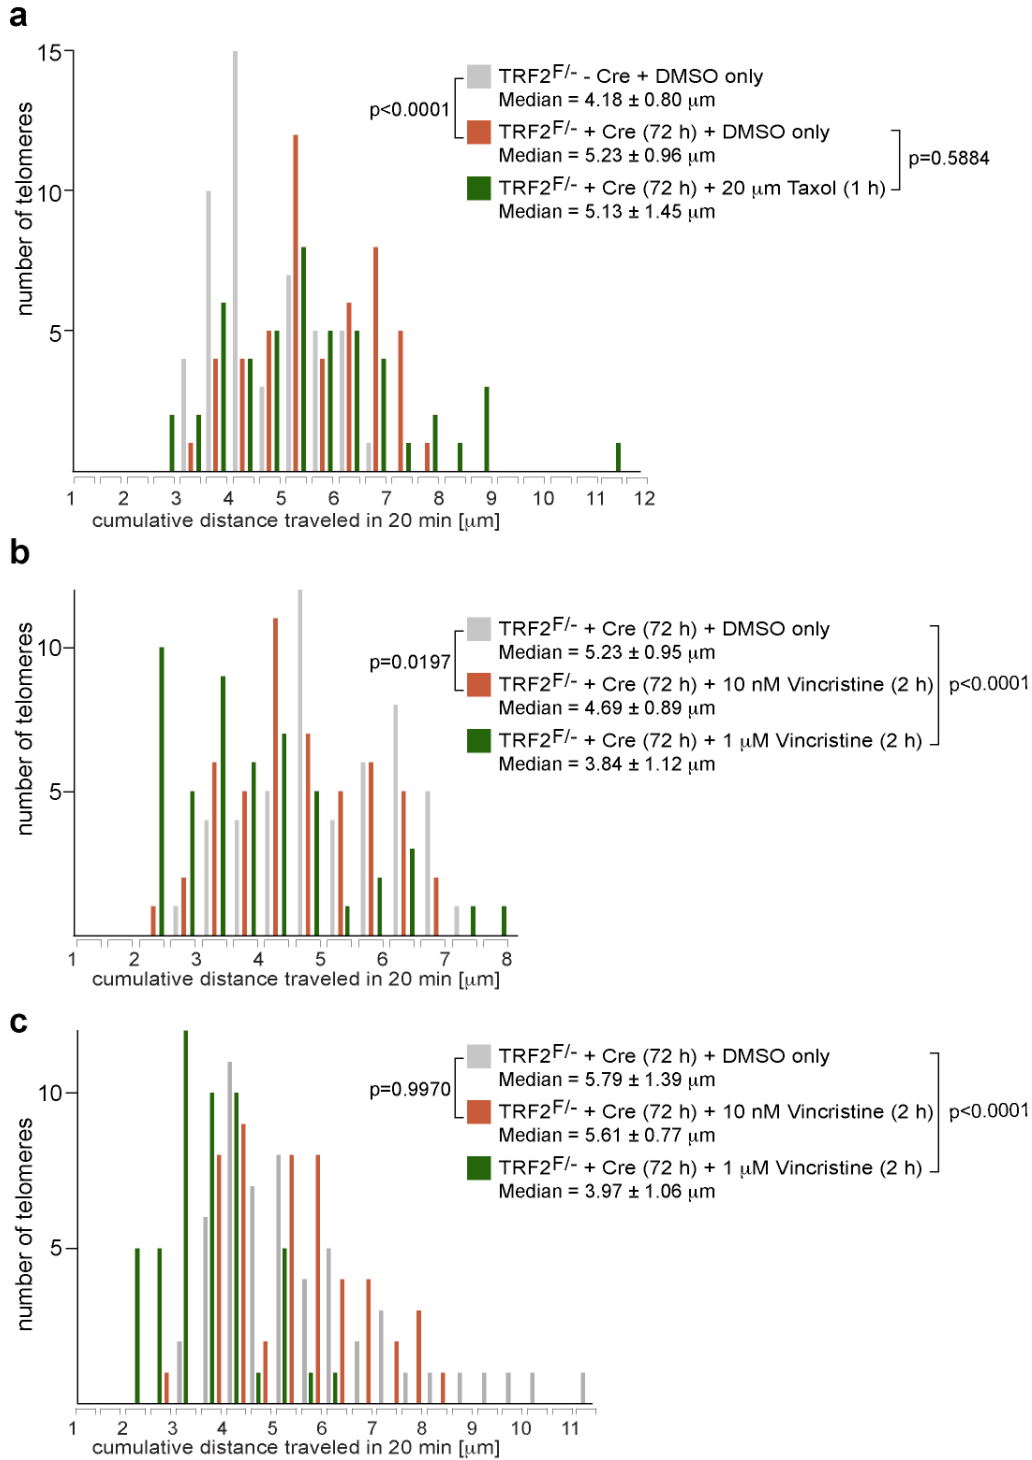 a
15
10
5
number of telomeres
p<0.0001
TRF2F/- - Cre + DMSO only
Median = 4.18 ± 0.80 μm
TRF2F/- + Cre (72 h) + DMSO only
Median = 5.23 ± 0.96 μm
TRF2F/- + Cre (72 h) + 20 μm Taxol (1 h)
Median = 5.13 ± 1.45 μm
p=0.5884
1 2 3 4 5 6 7 8 9 10 11 12
cumulative distance traveled in 20 min [μm]
b
10
5
number of telomeres
p=0.0197
TRF2F/- + Cre (72 h) + DMSO only
Median = 5.23 ± 0.95 μm
TRF2F/- + Cre (72 h) + 10 nM Vincristine (2 h)
Median = 4.69 ± 0.89 μm
TRF2F/- + Cre (72 h) + 1 μM Vincristine (2 h)
Median = 3.84 ± 1.12 μm
p<0.0001
1 2 3 4 5 6 7 8
cumulative distance traveled in 20 min [μm]
c
10
5
number of telomeres
p=0.9970
TRF2F/- + Cre (72 h) + DMSO only
Median = 5.79 ± 1.39 μm
TRF2F/- + Cre (72 h) + 10 nM Vincristine (2 h)
Median = 5.61 ± 0.77 μm
TRF2F/- + Cre (72 h) + 1 μM Vincristine (2 h)
Median = 3.97 ± 1.06 μm
p<0.0001
1 2 3 4 5 6 7 8 9 10 11
cumulative distance traveled in 20 min [μm]